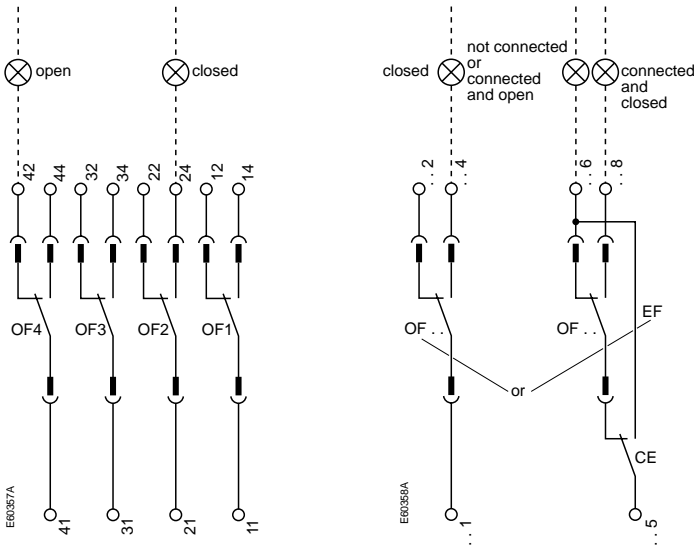 open
closed
closed
not connected
or
connected
and open
connected
and
closed
42
44
32
34
22
24
12
14
. . 2
. . 4
. . 6
. . 8
OF4
OF3
OF2
OF1
OF . .
OF . .
EF
or
CE
E60357A
E60358A
41
31
21
11
. . 1
. . 5